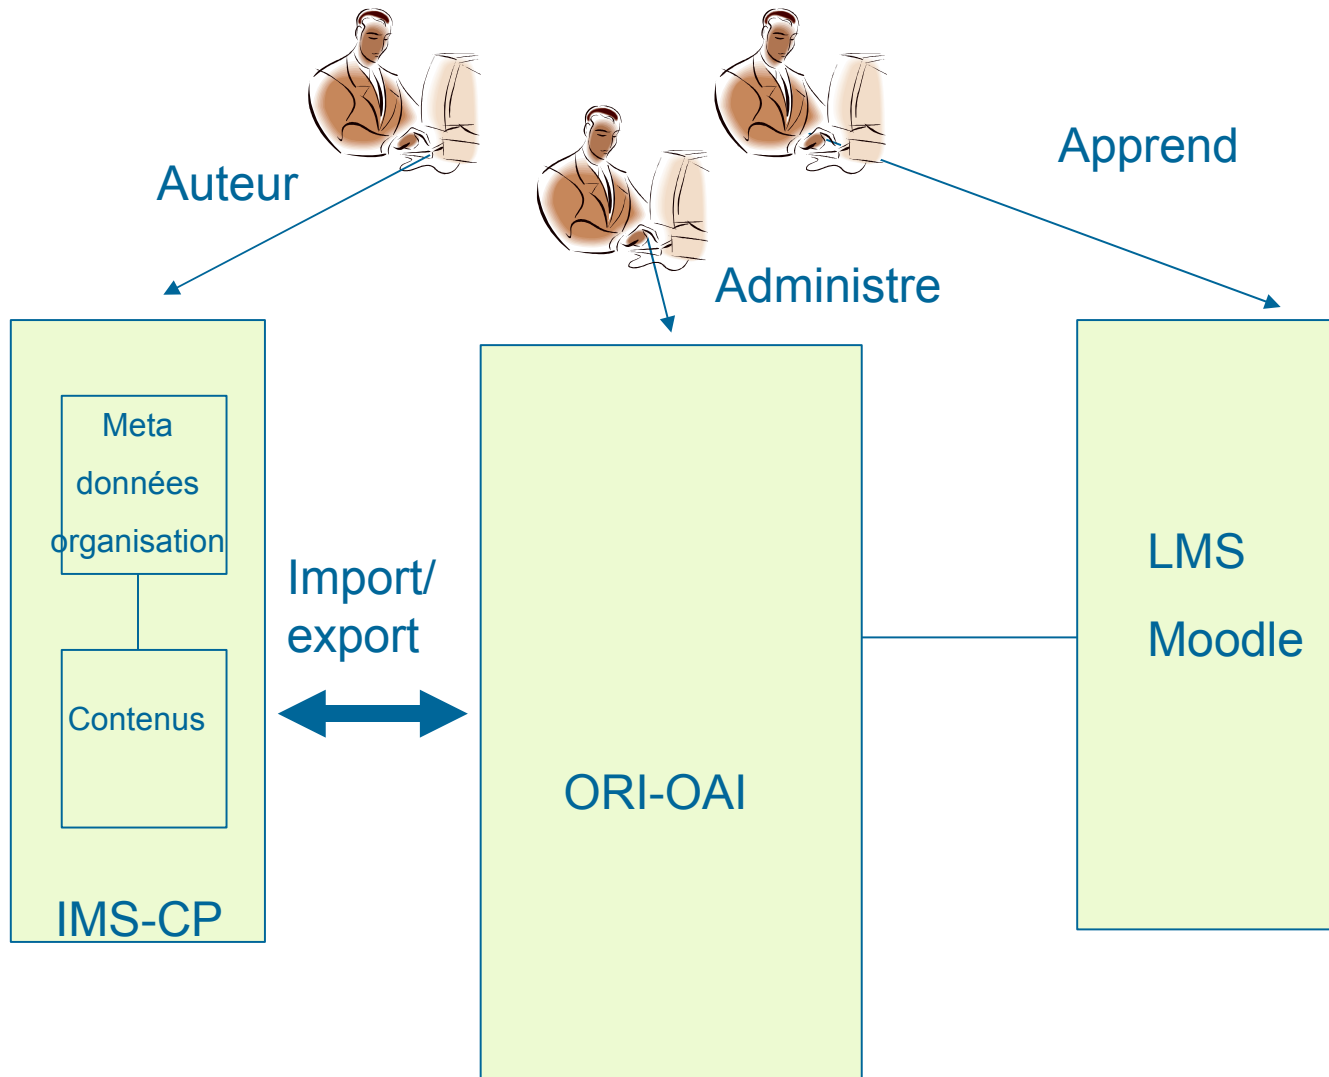 Auteur
Apprend
Administre
Meta
données
organisation
Contenus
IMS-CP
Import/
export
ORI-OAI
LMS
Moodle